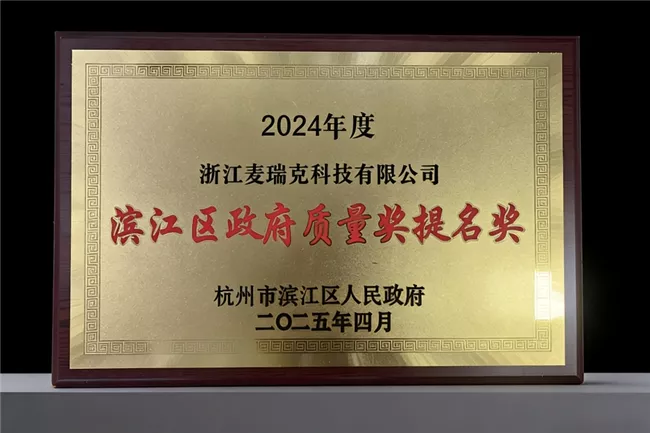 2024年度
浙江麦瑞克科技有限公司
滨江区政府质量奖提名奖
杭州市滨江区人民政府
二〇二五年四月